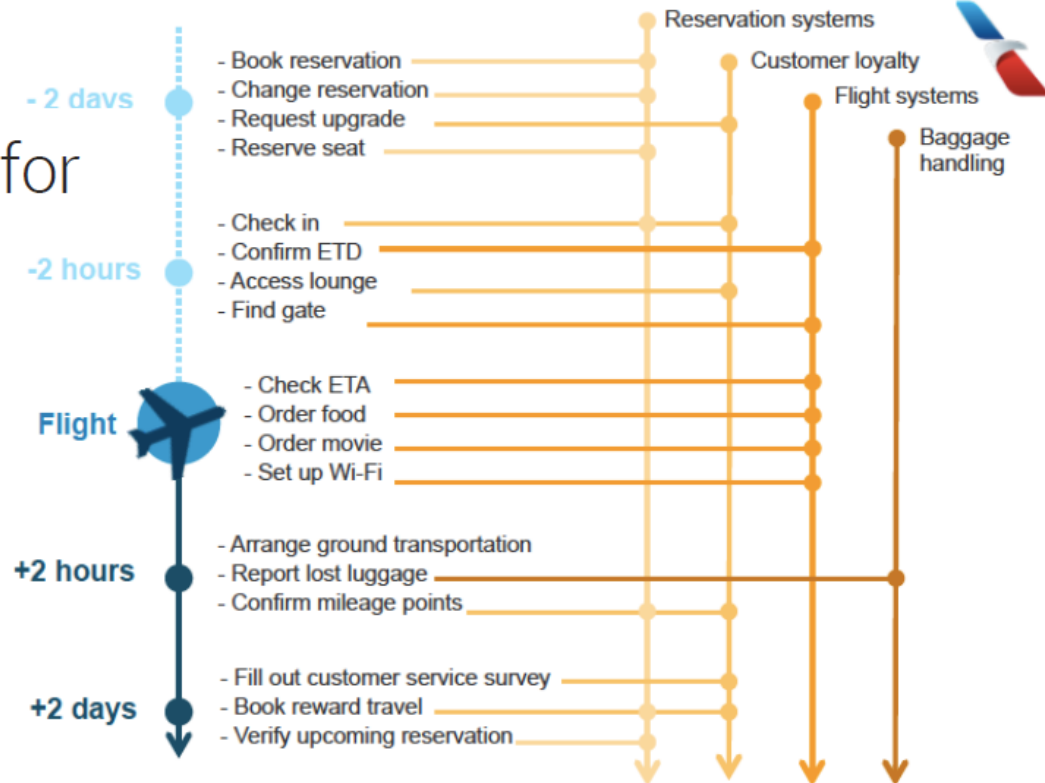 Reservation systems
Customer loyalty
Flight systems
Baggage
handling
- 2 days
for
- Book reservation
- Change reservation
- Request upgrade
- Reserve seat
-2 hours
- Check in
- Confirm ETD
- Access lounge
- Find gate
Flight
- Check ETA
- Order food
- Order movie
- Set up Wi-Fi
+2 hours
- Arrange ground transportation
- Report lost luggage
- Confirm mileage points
+2 days
- Fill out customer service survey
- Book reward travel
- Verify upcoming reservation